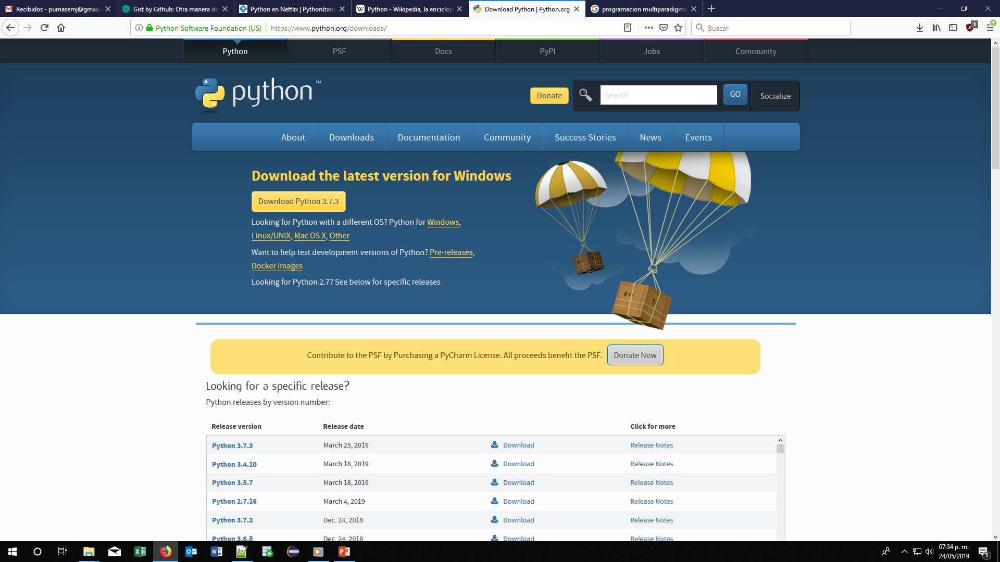 Recibidos - pumasemj@gmail.c
Gist by Github: Otra manera de
Python en Netflix | Pythonízame
Python - Wikipedia, la enciclop
Download Python | Python.org
programacion multiparadigma
Python Software Foundation (US)
https://www.python.org/downloads/
Buscar
1
Python
PSF
Docs
PyPI
Jobs
Community
python™
Donate
Search
GO
Socialize
About
Downloads
Documentation
Community
Success Stories
News
Events
Download the latest version for Windows
Download Python 3.7.3
Looking for Python with a different OS? Python for Windows,
Linux/UNIX, Mac OS X, Other
Want to help test development versions of Python? Pre-releases,
Docker images
Looking for Python 2.7? See below for specific releases
Contribute to the PSF by Purchasing a PyCharm License. All proceeds benefit the PSF.
Donate Now
Looking for a specific release?
Python releases by version number:
Release version Release date Click for more
Python 3.7.3 March 25, 2019 Download Release Notes
Python 3.4.10 March 18, 2019 Download Release Notes
Python 3.5.7 March 18, 2019 Download Release Notes
Python 2.7.16 March 4, 2019 Download Release Notes
Python 3.7.2 Dec. 24, 2018 Download Release Notes
Python 3.6.8 Dec. 24, 2018 Download Release Notes
07:34 p. m.
24/05/2019
1